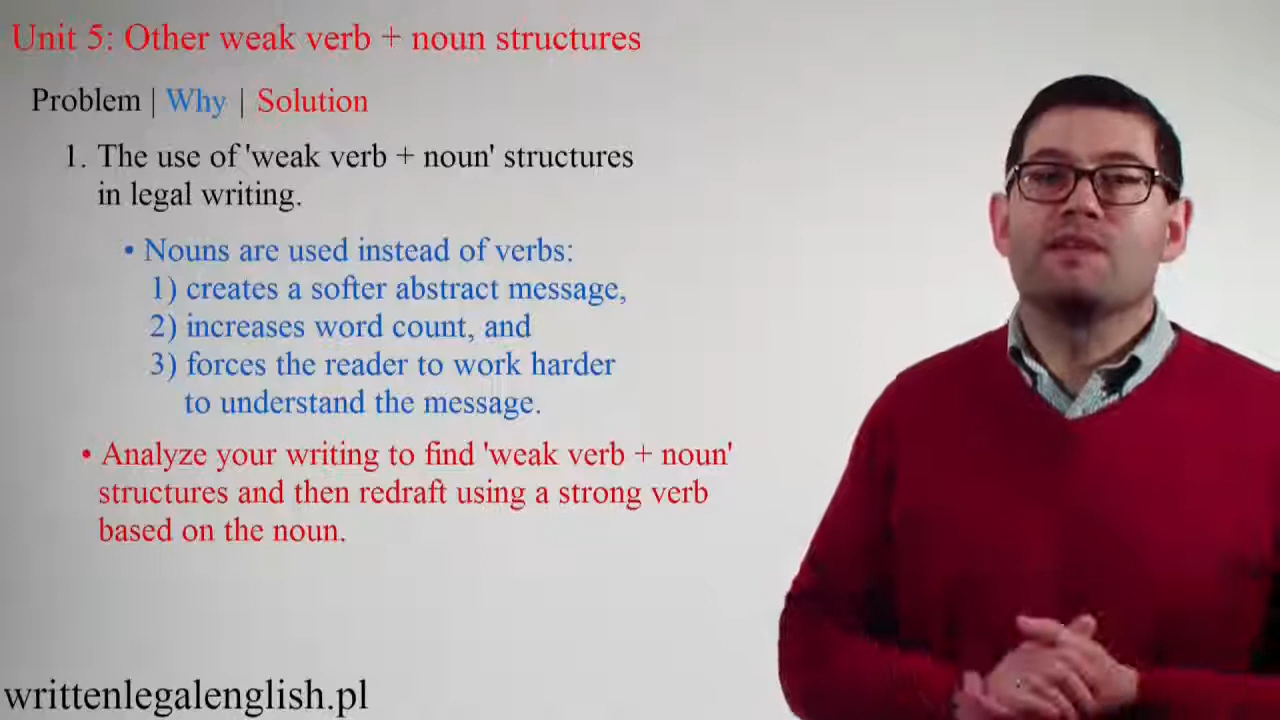 Unit 5: Other weak verb + noun structures
Problem | Why | Solution
1. The use of 'weak verb + noun' structures
in legal writing.
• Nouns are used instead of verbs:
1) creates a softer abstract message,
2) increases word count, and
3) forces the reader to work harder
to understand the message.
• Analyze your writing to find 'weak verb + noun'
structures and then redraft using a strong verb
based on the noun.
writtenlegalenglish.pl